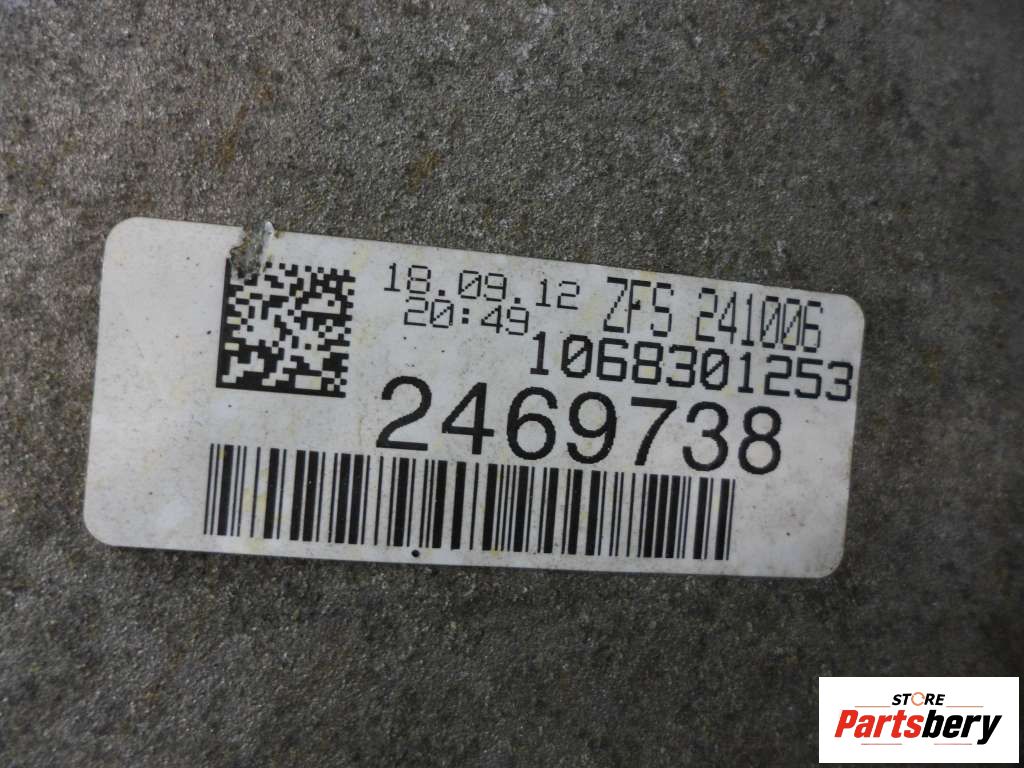 18.09.12 ZFS 241006
20:49
1068301253
2469738
STORE
Partsbery